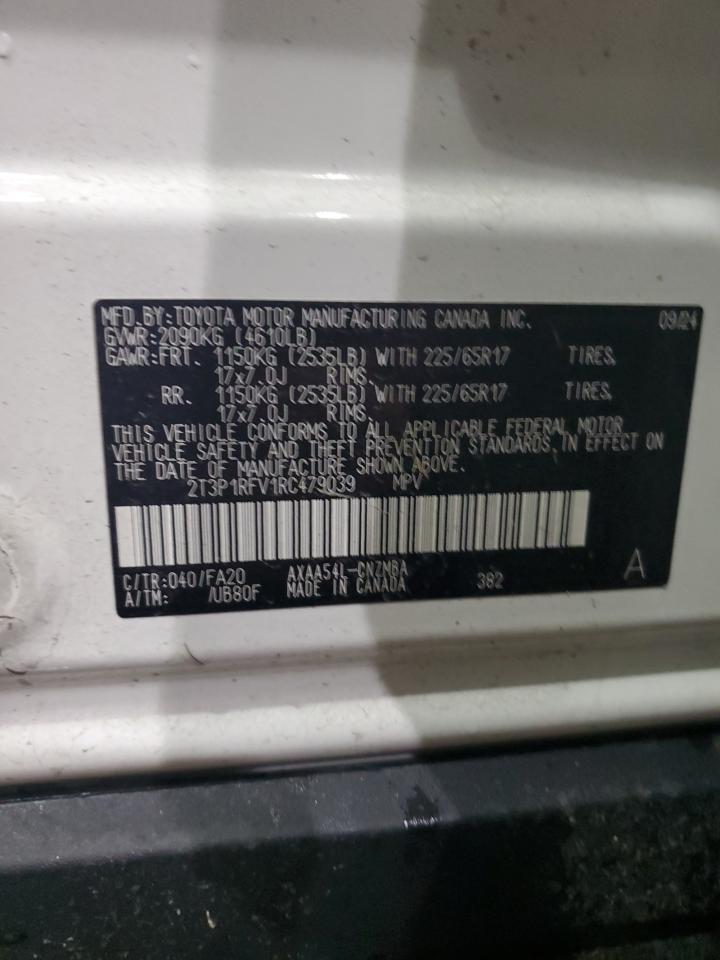 MFD.BY:TOYOTA MOTOR MANUFACTURING CANADA INC. 09/24
GVWR:2090KG (4610LB)
GAWR:FRT. 1150KG (2535LB) WITH 225/65R17 TIRES,
17x7.0J RIMS.
RR. 1150KG (2535LB) WITH 225/65R17 TIRES,
17x7.0J RIMS.
THIS VEHICLE CONFORMS TO ALL APPLICABLE FEDERAL MOTOR
VEHICLE SAFETY AND THEFT PREVENTION STANDARDS IN EFFECT ON
THE DATE OF MANUFACTURE SHOWN ABOVE.
2T3P1RFV1RC479039 MPV
C/TR:040/FA20 AXAA54L-CNZMBA
A/TM: /UB80F MADE IN CANADA 382 A